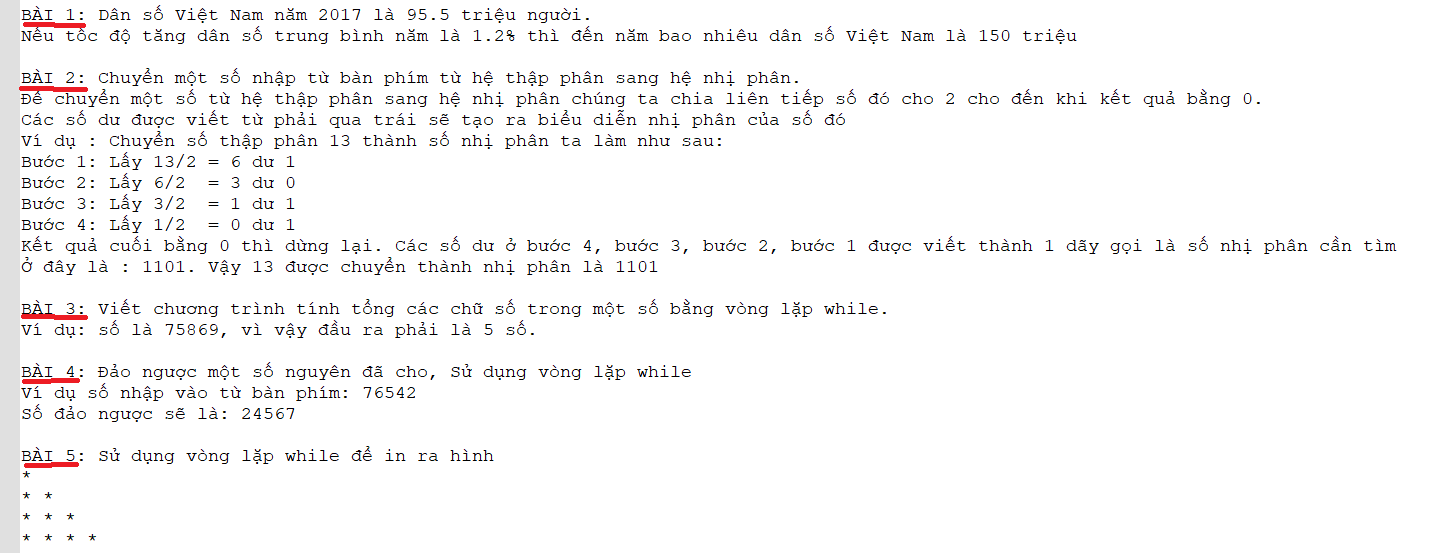 BÀI 1: Dân số Việt Nam năm 2017 là 95.5 triệu người.
Nếu tốc độ tăng dân số trung bình năm là 1.2% thì đến năm bao nhiêu dân số Việt Nam là 150 triệu
BÀI 2: Chuyển một số nhập từ bàn phím từ hệ thập phân sang hệ nhị phân.
Để chuyển một số từ hệ thập phân sang hệ nhị phân chúng ta chia liên tiếp số đó cho 2 cho đến khi kết quả bằng 0.
Các số dư được viết từ phải qua trái sẽ tạo ra biểu diễn nhị phân của số đó
Ví dụ : Chuyển số thập phân 13 thành số nhị phân ta làm như sau:
Bước 1: Lấy 13/2 = 6 dư 1
Bước 2: Lấy 6/2  = 3 dư 0
Bước 3: Lấy 3/2  = 1 dư 1
Bước 4: Lấy 1/2  = 0 dư 1
Kết quả cuối bằng 0 thì dừng lại. Các số dư ở bước 4, bước 3, bước 2, bước 1 được viết thành 1 dãy gọi là số nhị phân cần tìm
Ở đây là : 1101. Vậy 13 được chuyển thành nhị phân là 1101
BÀI 3: Viết chương trình tính tổng các chữ số trong một số bằng vòng lặp while.
Ví dụ: số là 75869, vì vậy đầu ra phải là 5 số.
BÀI 4: Đảo ngược một số nguyên đã cho, Sử dụng vòng lặp while
Ví dụ số nhập vào từ bàn phím: 76542
Số đảo ngược sẽ là: 24567
BÀI 5: Sử dụng vòng lặp while để in ra hình
*
* *
* * *
* * * *